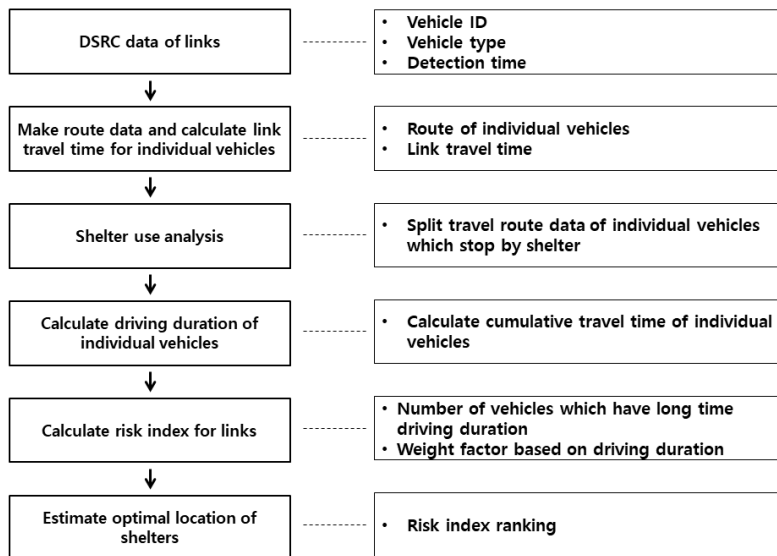 DSRC data of links
• Vehicle ID
• Vehicle type
• Detection time
Make route data and calculate link
travel time for individual vehicles
• Route of individual vehicles
• Link travel time
Shelter use analysis
• Split travel route data of individual vehicles
which stop by shelter
Calculate driving duration of
individual vehicles
• Calculate cumulative travel time of individual
vehicles
Calculate risk index for links
• Number of vehicles which have long time
driving duration
• Weight factor based on driving duration
Estimate optimal location of
shelters
• Risk index ranking